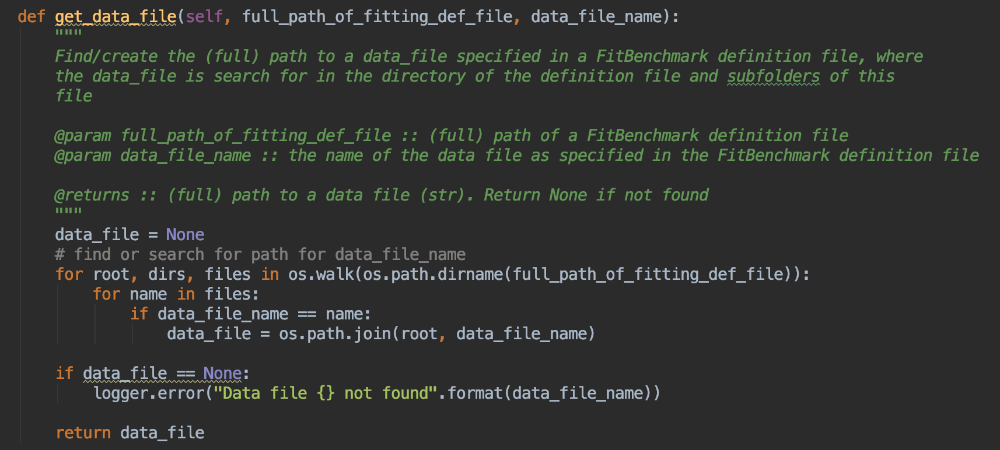 def get_data_file(self, full_path_of_fitting_def_file, data_file_name):
"""
Find/create the (full) path to a data_file specified in a FitBenchmark definition file, where
the data_file is search for in the directory of the definition file and subfolders of this
file
@param full_path_of_fitting_def_file :: (full) path of a FitBenchmark definition file
@param data_file_name :: the name of the data file as specified in the FitBenchmark definition file
@returns :: (full) path to a data file (str). Return None if not found
"""
data_file = None
# find or search for path for data_file_name
for root, dirs, files in os.walk(os.path.dirname(full_path_of_fitting_def_file)):
for name in files:
if data_file_name == name:
data_file = os.path.join(root, data_file_name)
if data_file == None:
logger.error("Data file {} not found".format(data_file_name))
return data_file